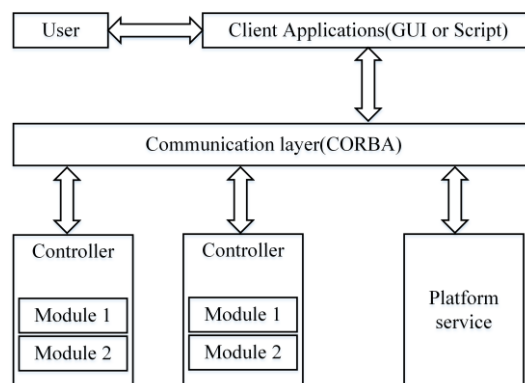 User
Client Applications(GUI or Script)
Communication layer(CORBA)
Controller
Module 1
Module 2
Controller
Module 1
Module 2
Platform
service